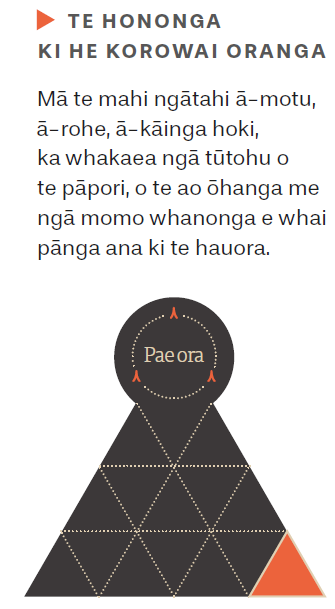 TE HONONGA
KI HE KOROWAI ORANGA
Mā te mahi ngātahi ā-motu,
ā-rohe, ā-kāinga hoki,
ka whakaea ngā tūtohu o
te pāpori, o te ao ōhanga me
ngā momo whanonga e whai
pānga ana ki te hauora.
Pae ora